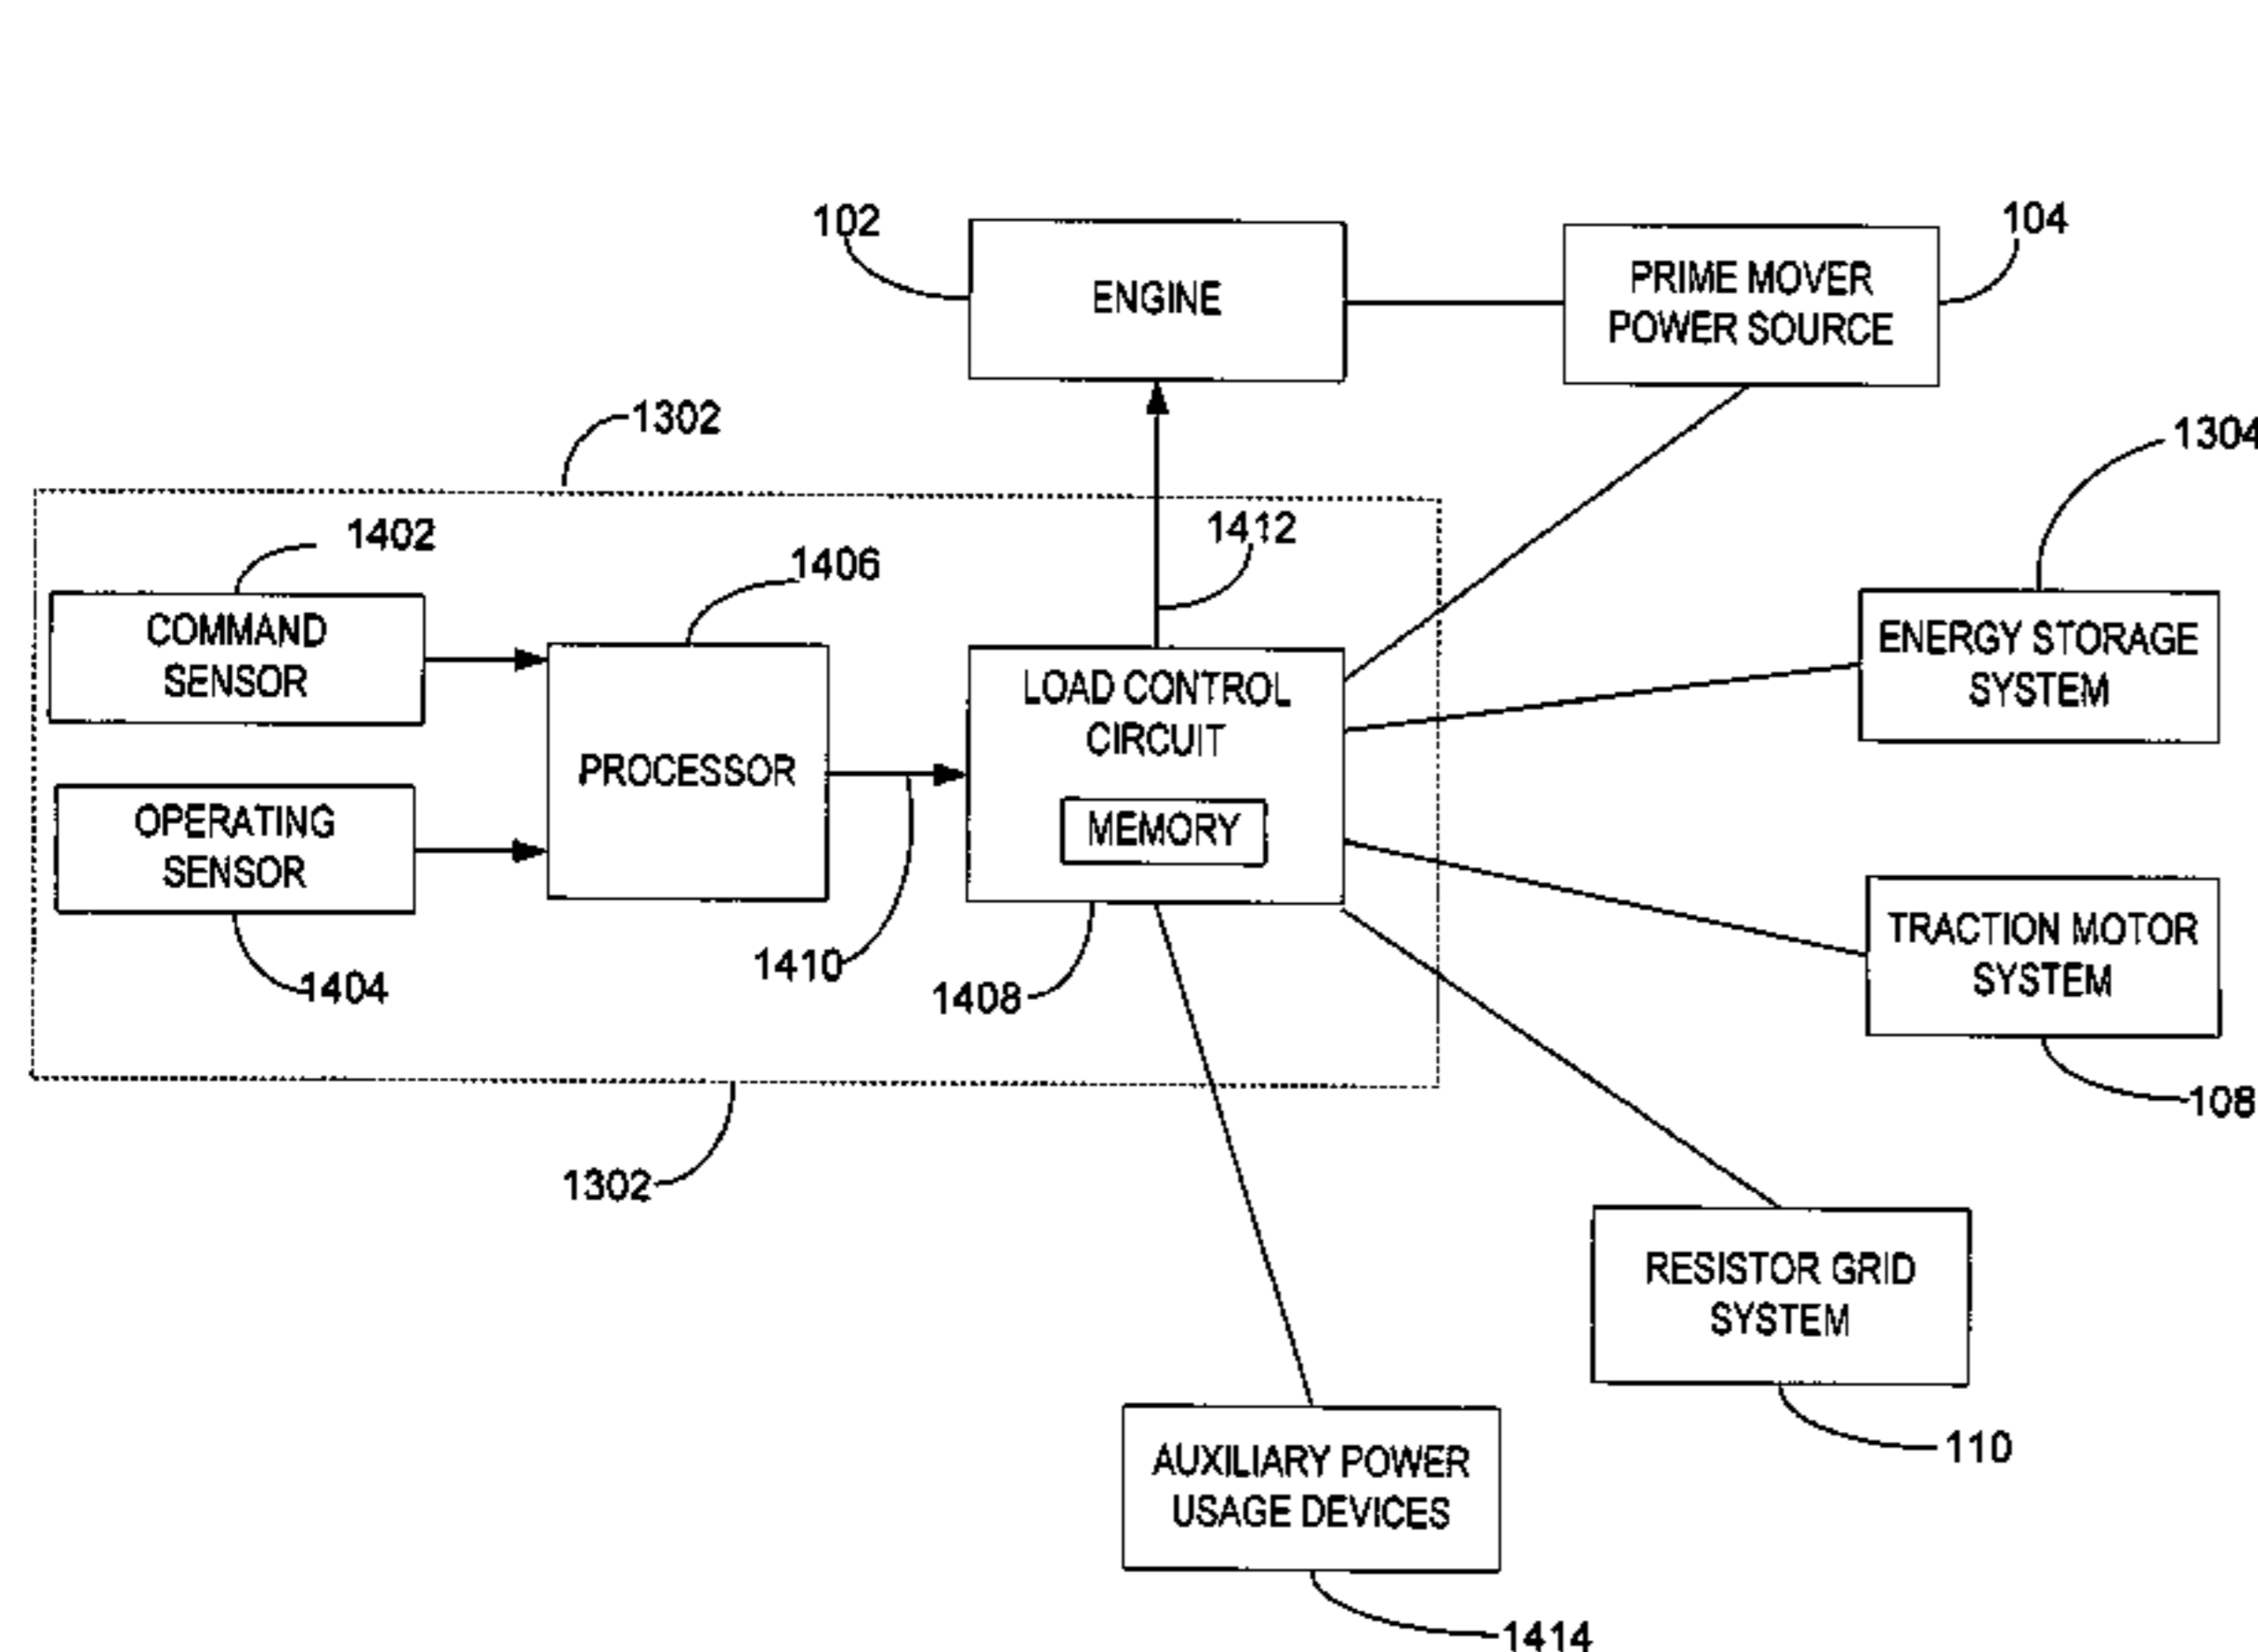 102
ENGINE
PRIME MOVER
POWER SOURCE
104
1302
1304
1402
COMMAND
SENSOR
1406
1412
ENERGY STORAGE
SYSTEM
LOAD CONTROL
CIRCUIT
PROCESSOR
MEMORY
OPERATING
SENSOR
1404
1410
1408
TRACTION MOTOR
SYSTEM
108
1302
RESISTOR GRID
SYSTEM
110
AUXILIARY POWER
USAGE DEVICES
1414